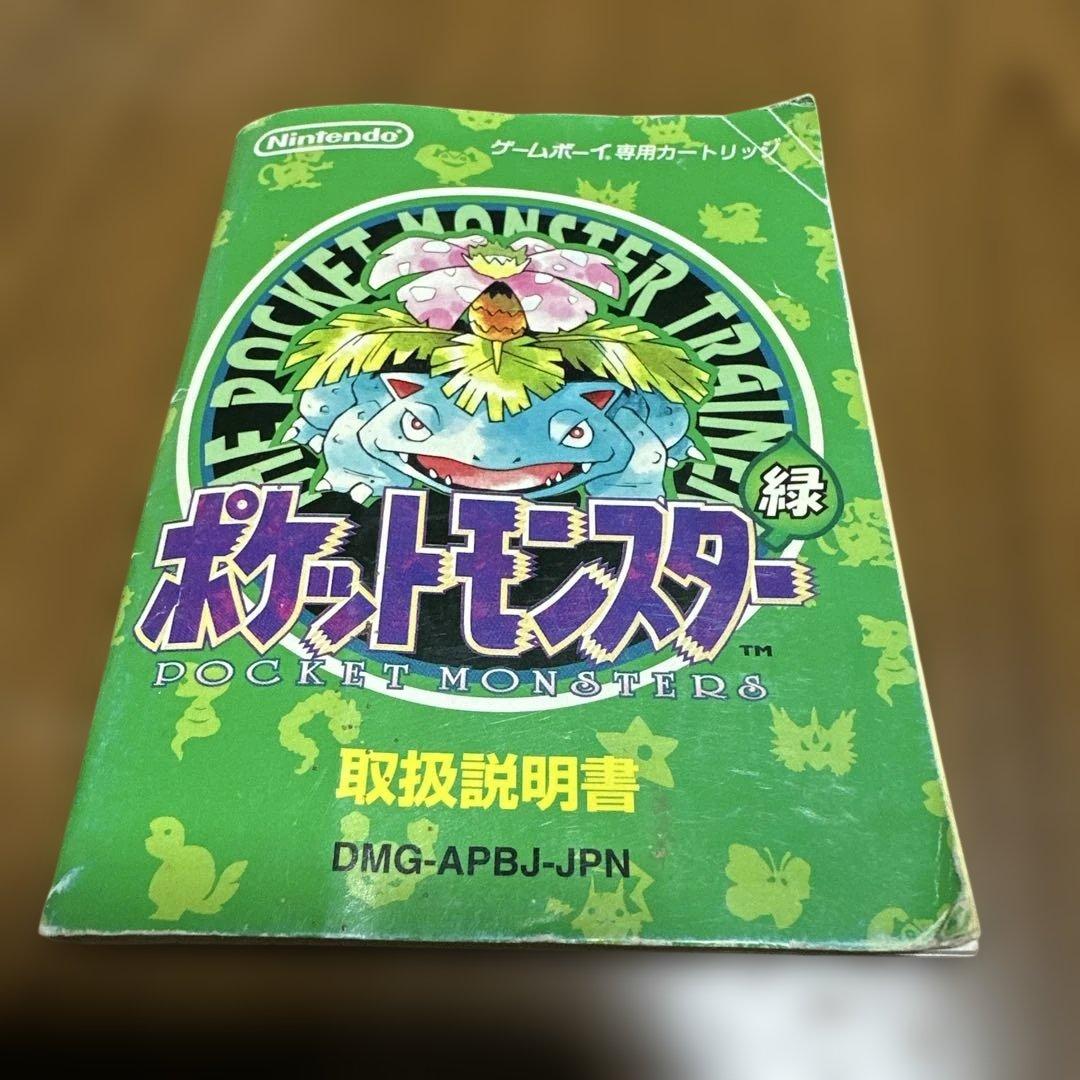 Nintendo®
ゲームボーイ®専用カートリッジ
THE POCKET MONSTER TRAINER
緑
ポケットモンスター
TM
POCKET MONSTERS
取扱説明書
DMG-APBJ-JPN